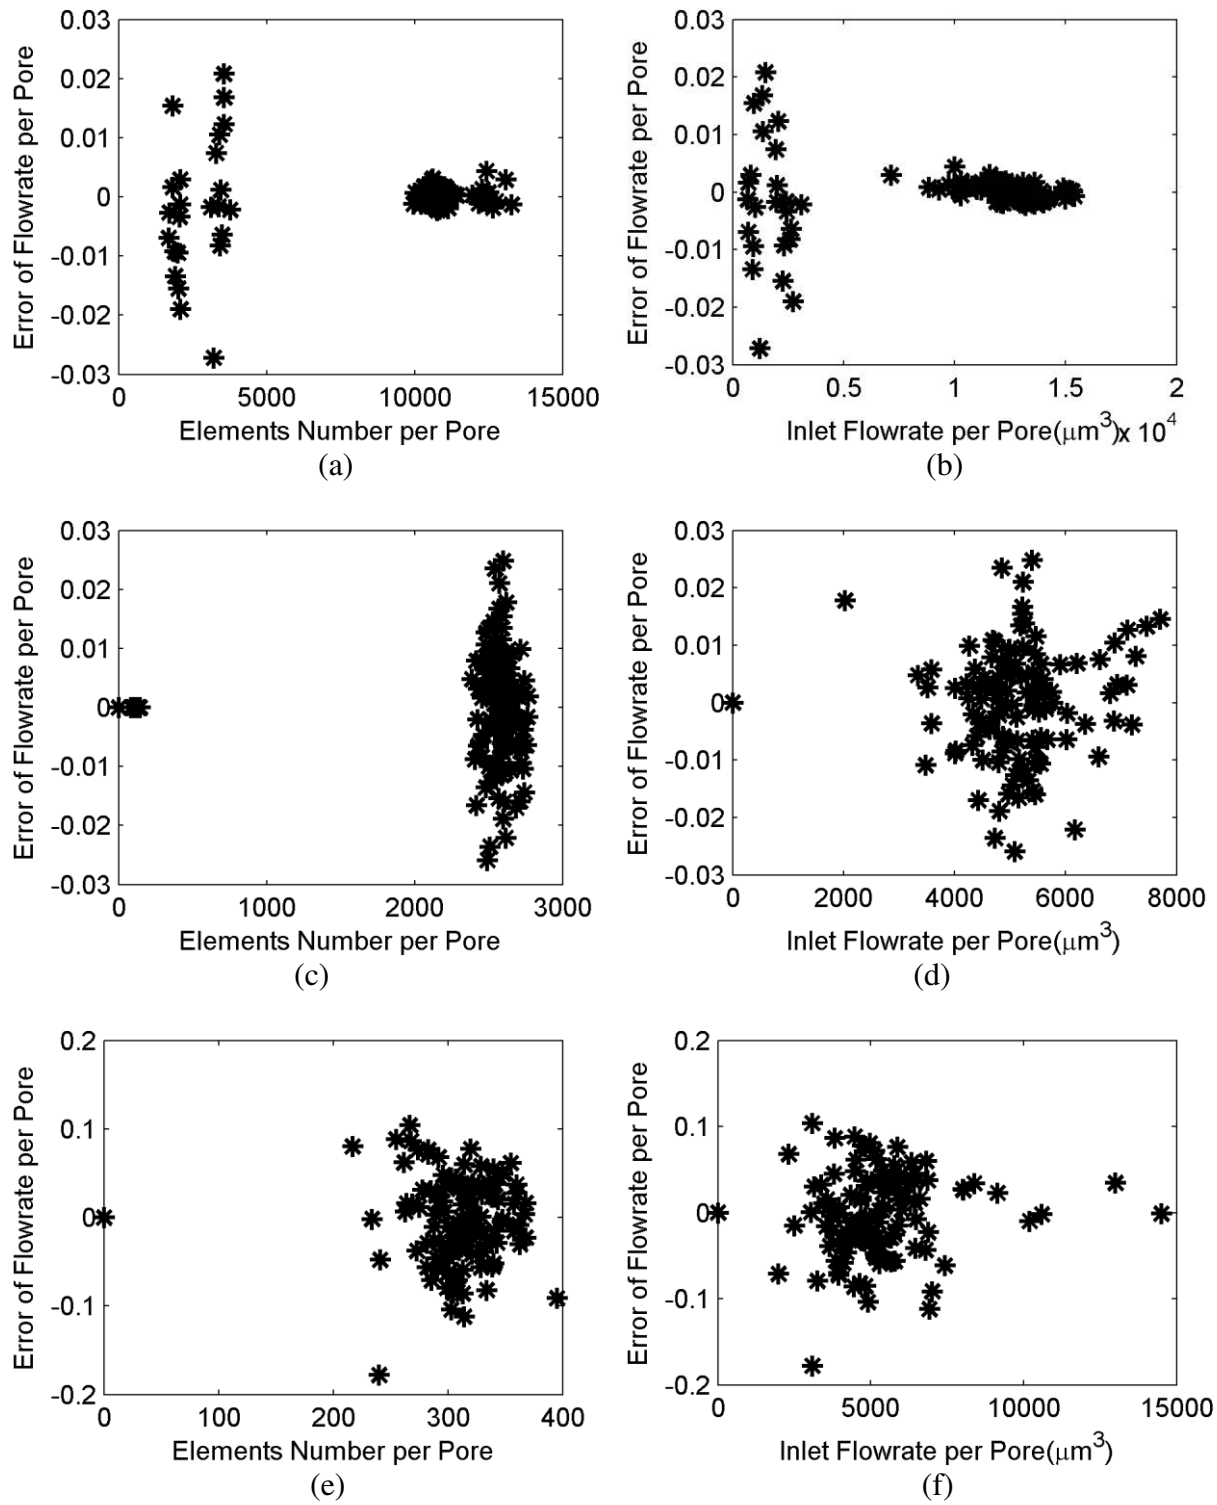 0.03
0.02
0.01
0
-0.01
-0.02
-0.03
Error of Flowrate per Pore
0 5000 10000 15000
Elements Number per Pore
(a)
0.03
0.02
0.01
0
-0.01
-0.02
-0.03
Error of Flowrate per Pore
0 0.5 1 1.5 2
Inlet Flowrate per Pore(μm³) x 10⁴
(b)
0.03
0.02
0.01
0
-0.01
-0.02
-0.03
Error of Flowrate per Pore
0 1000 2000 3000
Elements Number per Pore
(c)
0.03
0.02
0.01
0
-0.01
-0.02
-0.03
Error of Flowrate per Pore
0 2000 4000 6000 8000
Inlet Flowrate per Pore(μm³)
(d)
0.2
0.1
0
-0.1
-0.2
Error of Flowrate per Pore
0 100 200 300 400
Elements Number per Pore
(e)
0.2
0.1
0
-0.1
-0.2
Error of Flowrate per Pore
0 5000 10000 15000
Inlet Flowrate per Pore(μm³)
(f)